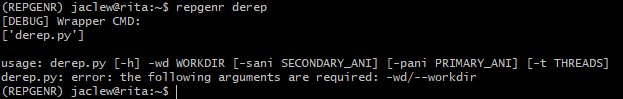 (REPGENR) jaclew@rita:~$ repgenr derep
[DEBUG] Wrapper CMD:
['derep.py']
usage: derep.py [-h] -wd WORKDIR [-sani SECONDARY_ANI] [-pani PRIMARY_ANI] [-t THREADS]
derep.py: error: the following arguments are required: -wd/--workdir
(REPGENR) jaclew@rita:~$